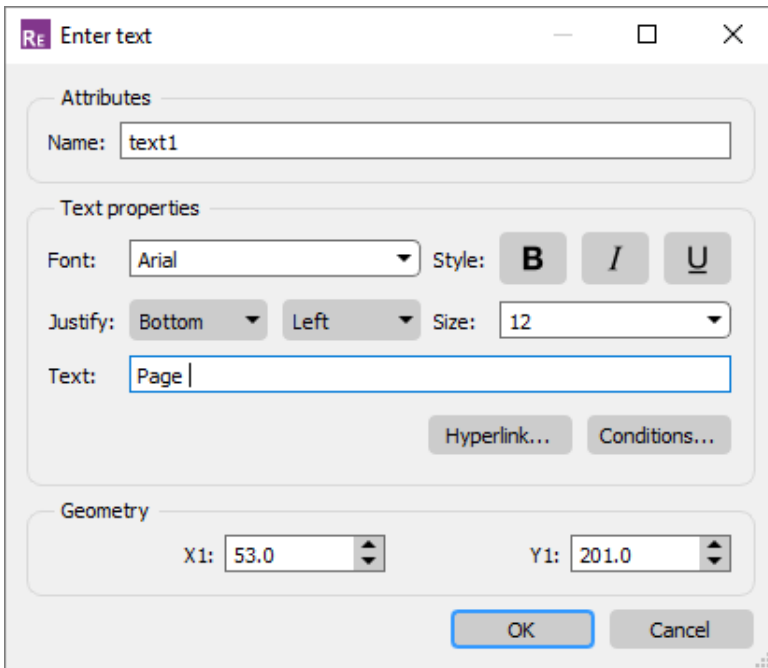 RE Enter text
Attributes
Name: text1
Text properties
Font: Arial Style: B I U
Justify: Bottom Left Size: 12
Text: Page
Hyperlink... Conditions...
Geometry
X1: 53.0 Y1: 201.0
OK Cancel